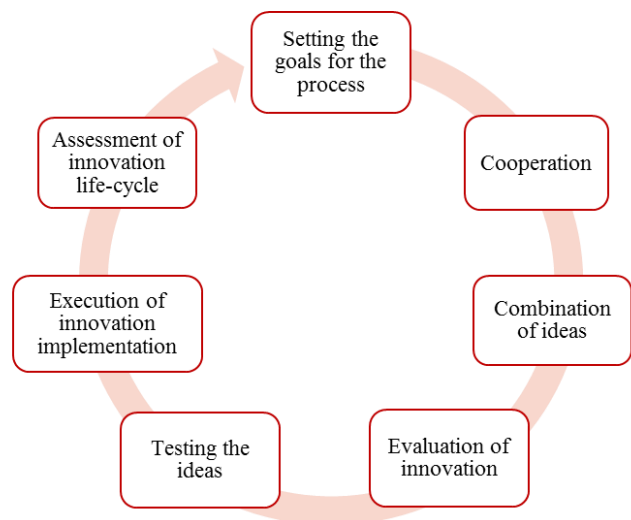 Setting the
goals for the
process
Cooperation
Combination
of ideas
Evaluation of
innovation
Testing the
ideas
Execution of
innovation
implementation
Assessment of
innovation
life-cycle